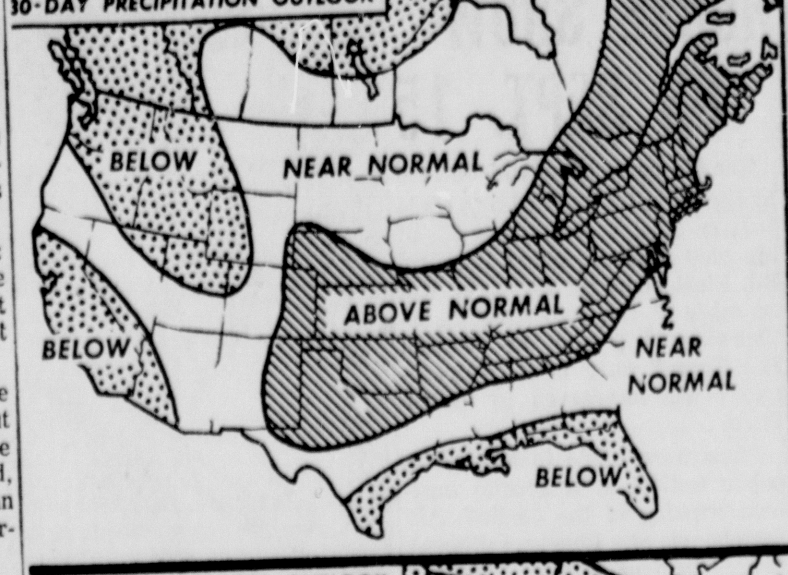 30-DAY PRECIPITATION OUTLOOK
BELOW
NEAR NORMAL
ABOVE NORMAL
BELOW
NEAR
NORMAL
BELOW